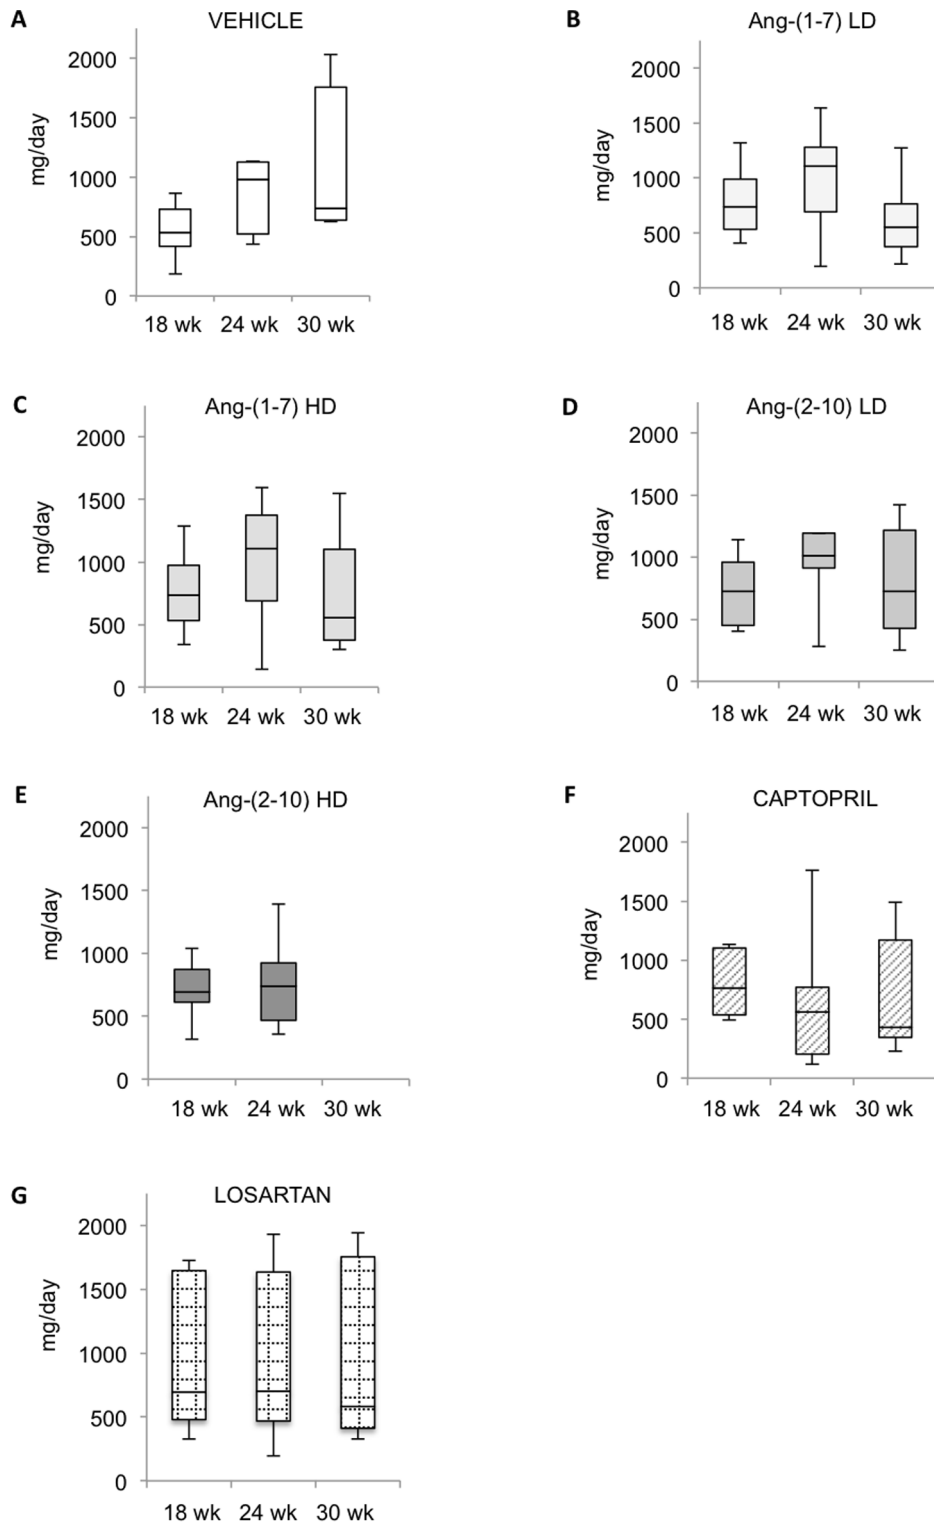 A
VEHICLE
mg/day
2000
1500
1000
500
0
18 wk 24 wk 30 wk
B
Ang-(1-7) LD
mg/day
2000
1500
1000
500
0
18 wk 24 wk 30 wk
C
Ang-(1-7) HD
mg/day
2000
1500
1000
500
0
18 wk 24 wk 30 wk
D
Ang-(2-10) LD
mg/day
2000
1500
1000
500
0
18 wk 24 wk 30 wk
E
Ang-(2-10) HD
mg/day
2000
1500
1000
500
0
18 wk 24 wk 30 wk
F
CAPTOPRIL
mg/day
2000
1500
1000
500
0
18 wk 24 wk 30 wk
G
LOSARTAN
mg/day
2000
1500
1000
500
0
18 wk 24 wk 30 wk